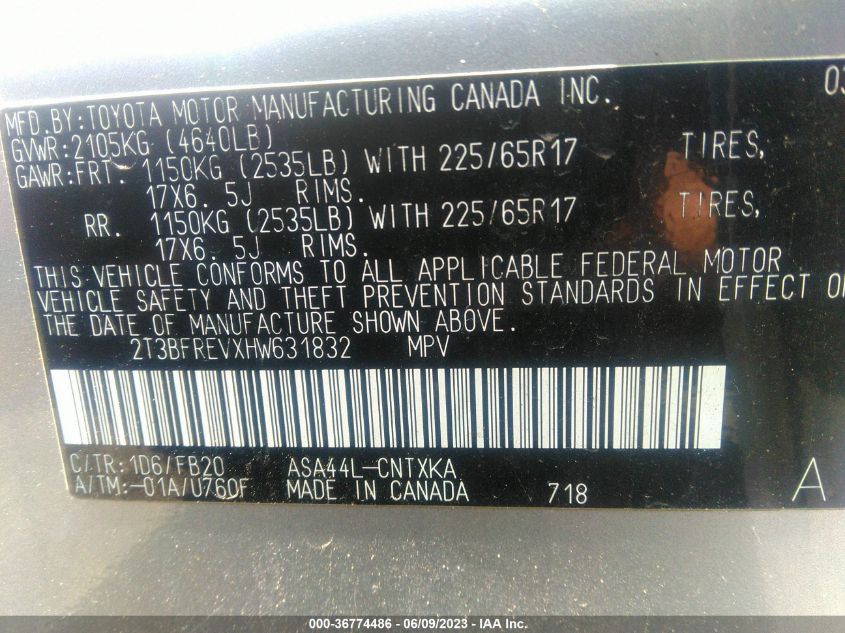 MFD.BY:TOYOTA MOTOR MANUFACTURING CANADA INC. 03
GVWR:2105KG (4640LB)
GAWR:FRT. 1150KG (2535LB) WITH 225/65R17 TIRES,
17X6. 5J RIMS.
RR. 1150KG (2535LB) WITH 225/65R17 TIRES,
17X6. 5J RIMS.
THIS VEHICLE CONFORMS TO ALL APPLICABLE FEDERAL MOTOR
VEHICLE SAFETY AND THEFT PREVENTION STANDARDS IN EFFECT O
THE DATE OF MANUFACTURE SHOWN ABOVE.
2T3BFREVXHW631832 MPV
C/TR: 1D6/FB20 ASA44L-CNTXKA
A/TM:-01A/U760F MADE IN CANADA 718 A
000-36774486 - 06/09/2023 - IAA Inc.